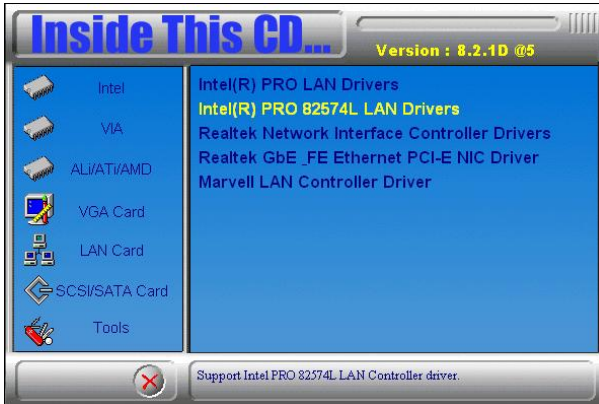 Inside This CD...
Version : 8.2.1D @5
Intel
VIA
ALi/ATi/AMD
VGA Card
LAN Card
SCSI/SATA Card
Tools
Intel(R) PRO LAN Drivers
Intel(R) PRO 82574L LAN Drivers
Realtek Network Interface Controller Drivers
Realtek GbE _FE Ethernet PCI-E NIC Driver
Marvell LAN Controller Driver
Support Intel PRO 82574L LAN Controller driver.